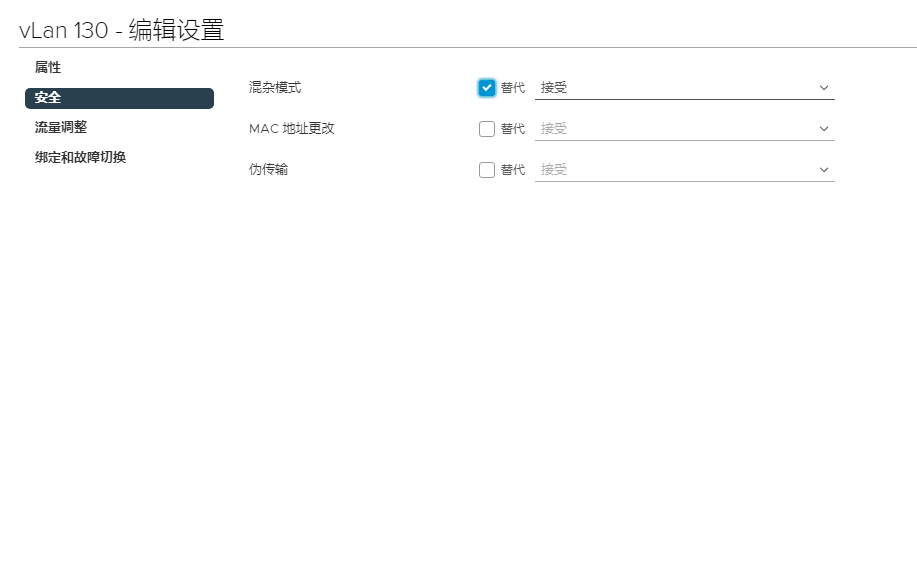 vLan 130 - 编辑设置
属性
安全
流量调整
绑定和故障切换
混杂模式 替代 接受
MAC 地址更改 替代 接受
伪传输 替代 接受